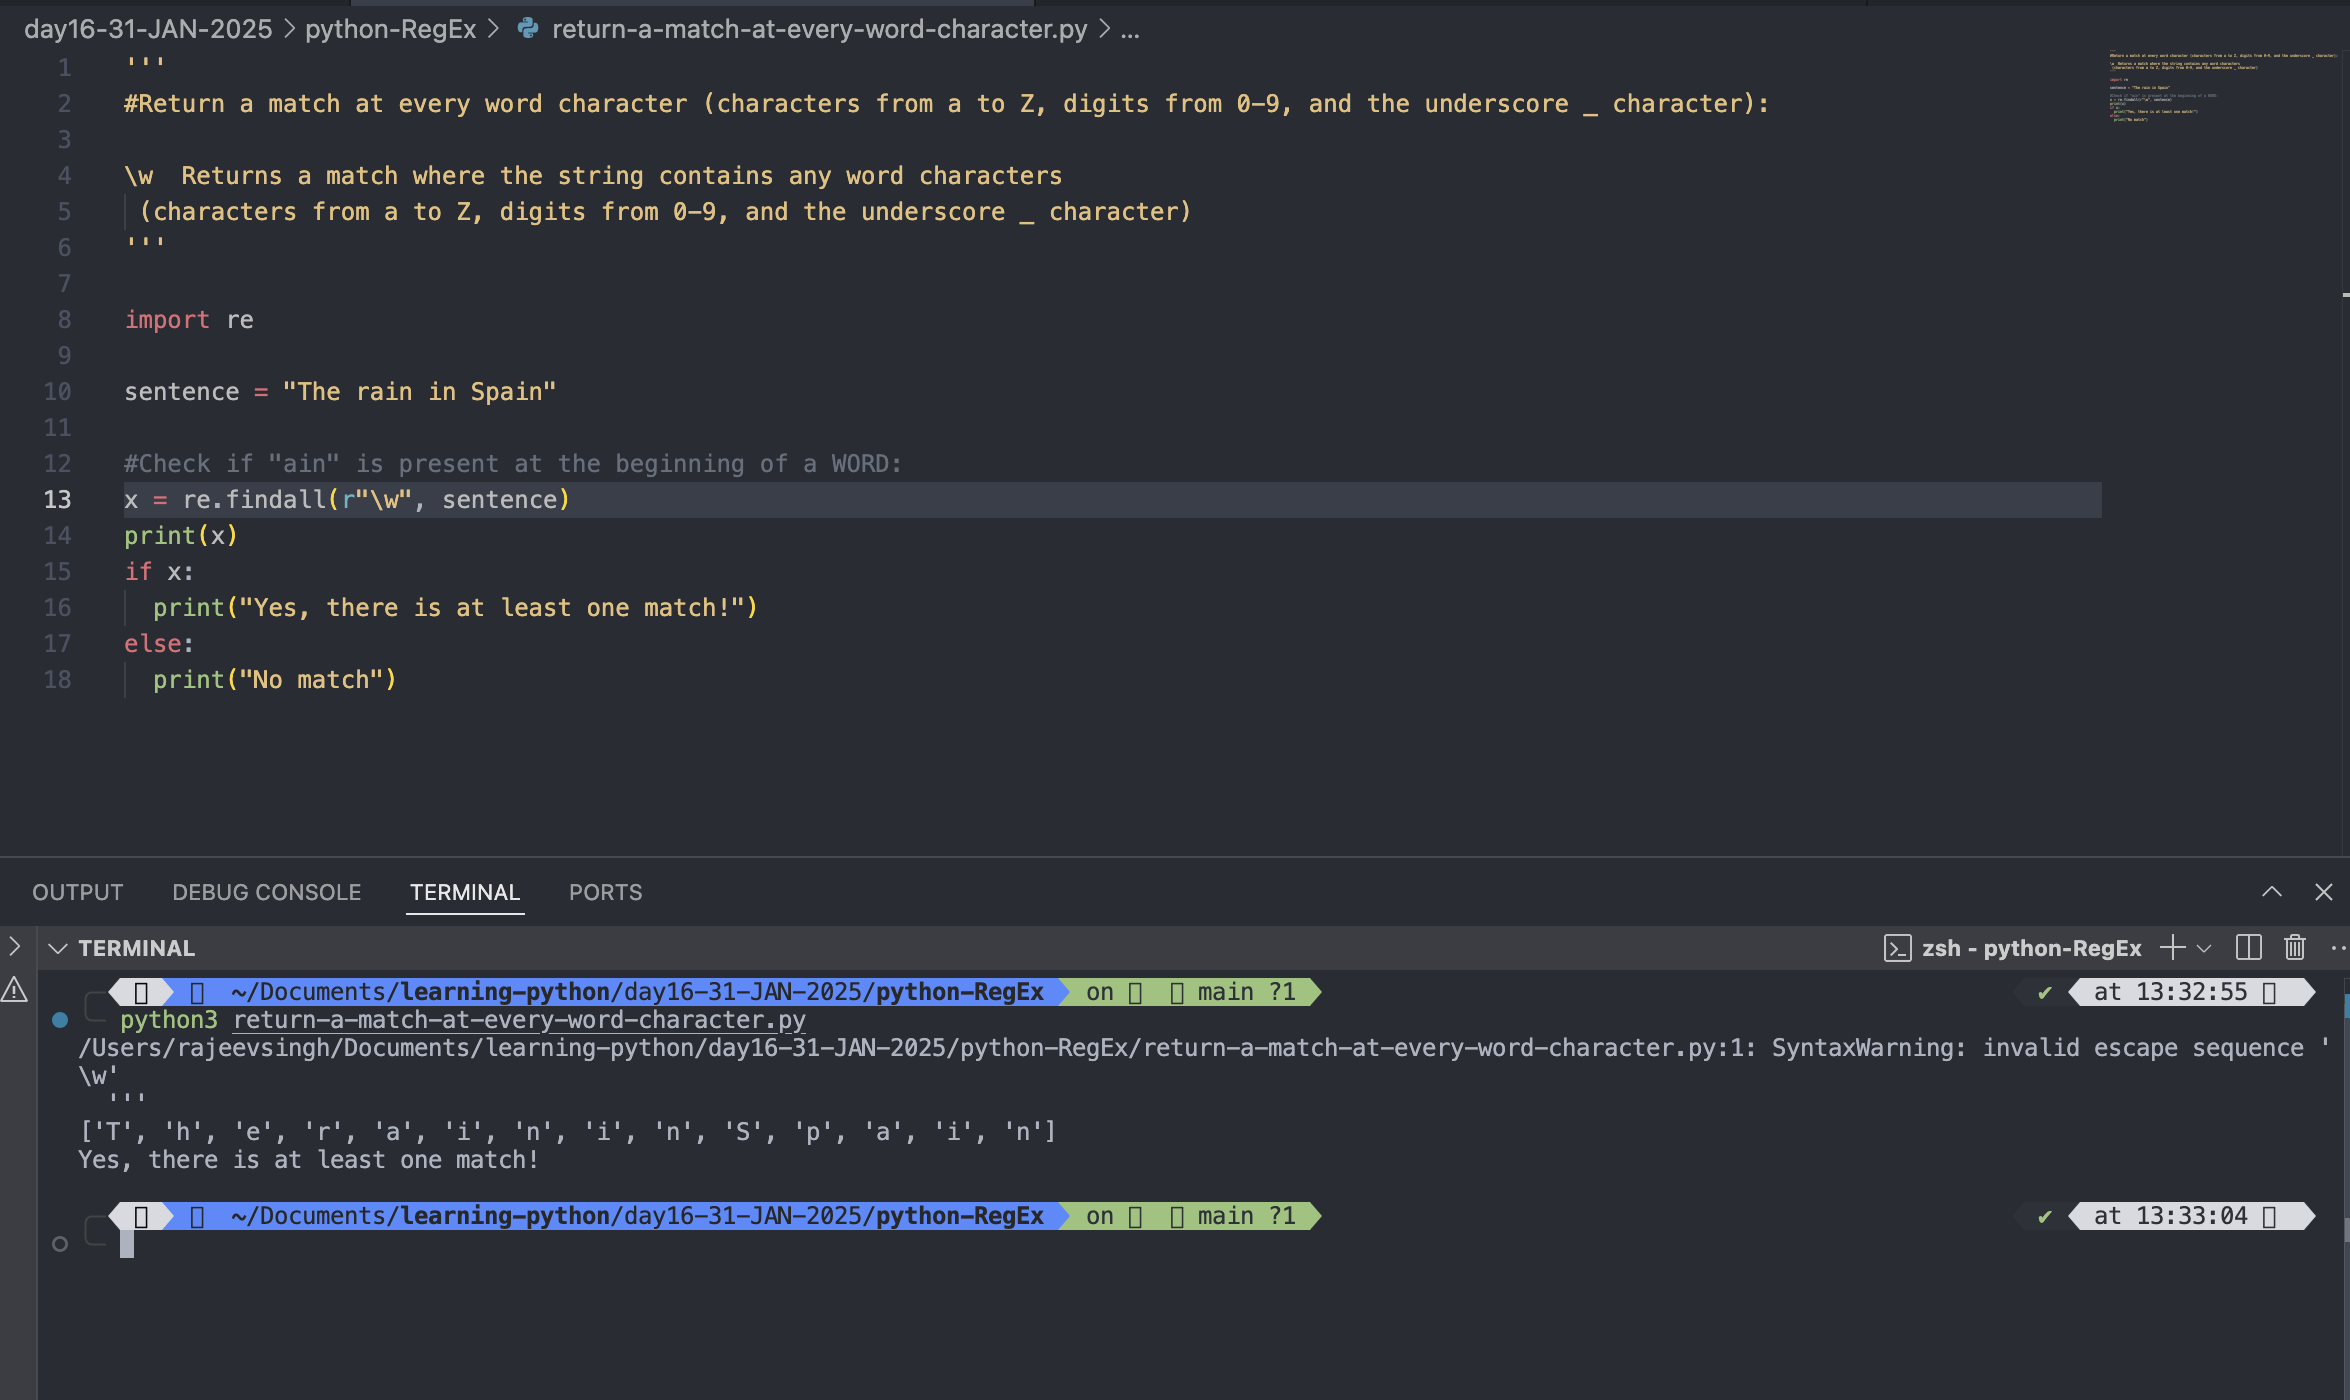 day16-31-JAN-2025 > python-RegEx > return-a-match-at-every-word-character.py > ...
1 '''
2 #Return a match at every word character (characters from a to Z, digits from 0-9, and the underscore _ character):
3
4 \w  Returns a match where the string contains any word characters
5  (characters from a to Z, digits from 0-9, and the underscore _ character)
6 '''
7
8 import re
9
10 sentence = "The rain in Spain"
11
12 #Check if "ain" is present at the beginning of a WORD:
13 x = re.findall(r"\w", sentence)
14 print(x)
15 if x:
16   print("Yes, there is at least one match!")
17 else:
18   print("No match")
OUTPUT DEBUG CONSOLE TERMINAL PORTS
TERMINAL zsh - python-RegEx
~/Documents/learning-python/day16-31-JAN-2025/python-RegEx on main ?1 ✔ at 13:32:55
python3 return-a-match-at-every-word-character.py
/Users/rajeevsingh/Documents/learning-python/day16-31-JAN-2025/python-RegEx/return-a-match-at-every-word-character.py:1: SyntaxWarning: invalid escape sequence '
\w'
'''
['T', 'h', 'e', 'r', 'a', 'i', 'n', 'i', 'n', 'S', 'p', 'a', 'i', 'n']
Yes, there is at least one match!
~/Documents/learning-python/day16-31-JAN-2025/python-RegEx on main ?1 ✔ at 13:33:04